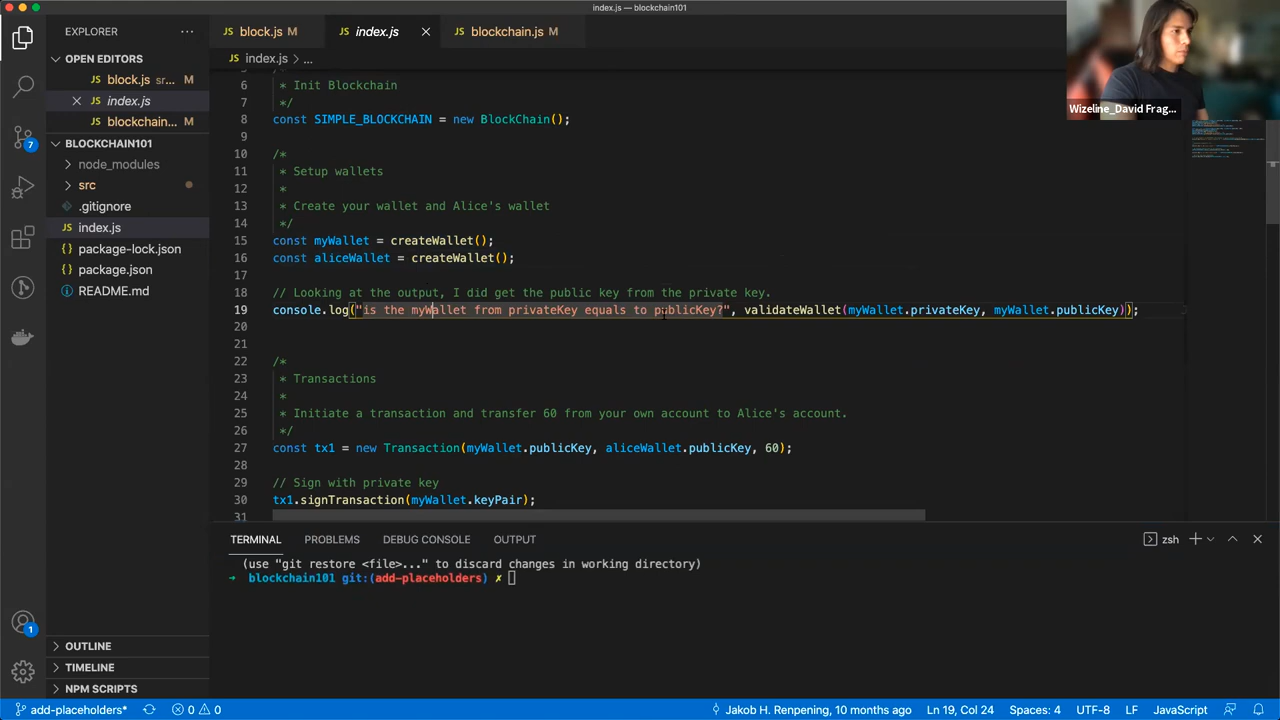 index.js — blockchain101
EXPLORER
OPEN EDITORS
JS block.js sr... M
JS index.js
JS blockchain... M
BLOCKCHAIN101
node_modules
src
.gitignore
JS index.js
{} package-lock.json
{} package.json
README.md
OUTLINE
TIMELINE
NPM SCRIPTS
7
1
JS block.js M
JS index.js
JS blockchain.js M
JS index.js > ...
6 * Init Blockchain
7 */
8 const SIMPLE_BLOCKCHAIN = new BlockChain();
9
10 /*
11 * Setup wallets
12 *
13 * Create your wallet and Alice's wallet
14 */
15 const myWallet = createWallet();
16 const aliceWallet = createWallet();
17
18 // Looking at the output, I did get the public key from the private key.
19 console.log("is the myWallet from privateKey equals to publicKey?", validateWallet(myWallet.privateKey, myWallet.publicKey));
20
21
22 /*
23 * Transactions
24 *
25 * Initiate a transaction and transfer 60 from your own account to Alice's account.
26 */
27 const tx1 = new Transaction(myWallet.publicKey, aliceWallet.publicKey, 60);
28
29 // Sign with private key
30 tx1.signTransaction(myWallet.keyPair);
31
Wizeline_David Frag...
TERMINAL PROBLEMS DEBUG CONSOLE OUTPUT zsh
(use "git restore <file>..." to discard changes in working directory)
→ blockchain101 git:(add-placeholders) ✗
add-placeholders* 0 0 Jakob H. Renpening, 10 months ago Ln 19, Col 24 Spaces: 4 UTF-8 LF JavaScript